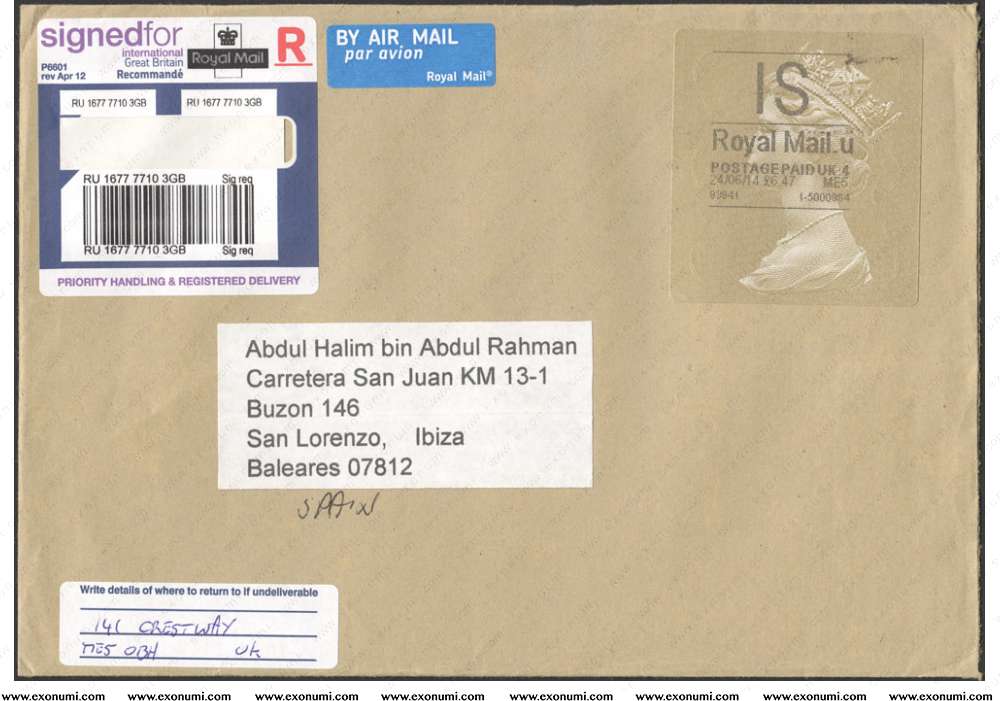 signedfor
international
Great Britain
Recommandé
P6601
rev Apr 12
Royal Mail
R
BY AIR MAIL
par avion
Royal Mail®
RU 1677 7710 3GB RU 1677 7710 3GB
RU 1677 7710 3GB Sig req
RU 1677 7710 3GB Sig req
PRIORITY HANDLING & REGISTERED DELIVERY
IS
Royal Mail.u
POSTAGE PAID UK 4
24/06/14 £6.47 ME5
Abdul Halim bin Abdul Rahman
Carretera San Juan KM 13-1
Buzon 146
San Lorenzo, Ibiza
Baleares 07812
SPAIN
Write details of where to return to if undeliverable
141 CRESTWAY
ME5 0BH UK
www.exonumi.com www.exonumi.com www.exonumi.com www.exonumi.com www.exonumi.com www.exonumi.com www.exonumi.com www.exonumi.com